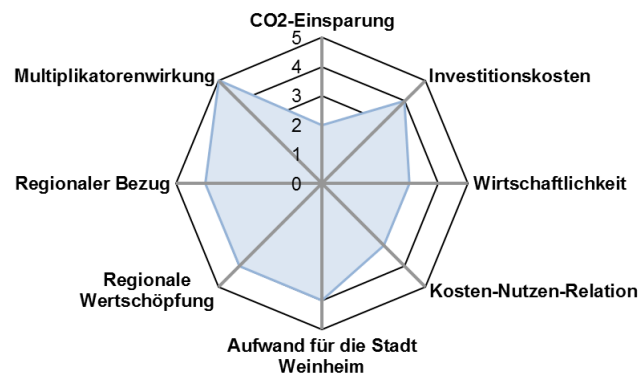 CO2-Einsparung
5
4
3
2
1
0
Multiplikatorenwirkung
Investitionskosten
Regionaler Bezug
Wirtschaftlichkeit
Regionale
Wertschöpfung
Kosten-Nutzen-Relation
Aufwand für die Stadt
Weinheim